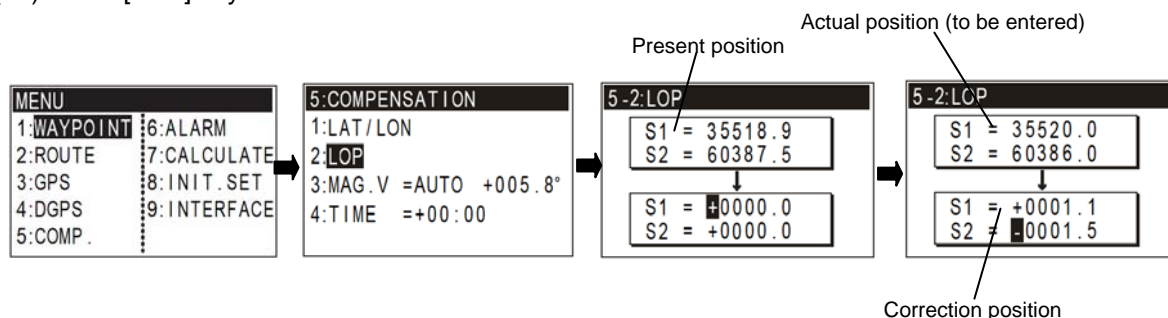 Actual position (to be entered)
Present position
MENU
1:WAYPOINT 6:ALARM
2:ROUTE 7:CALCULATE
3:GPS 8:INIT.SET
4:DGPS 9:INTERFACE
5:COMP.
5:COMPENSATION
1:LAT/LON
2:LOP
3:MAG.V =AUTO +005.8°
4:TIME =+00:00
5-2:LOP
S1 = 35518.9
S2 = 60387.5
S1 = +0000.0
S2 = +0000.0
5-2:LOP
S1 = 35520.0
S2 = 60386.0
S1 = +0001.1
S2 = -0001.5
Correction position